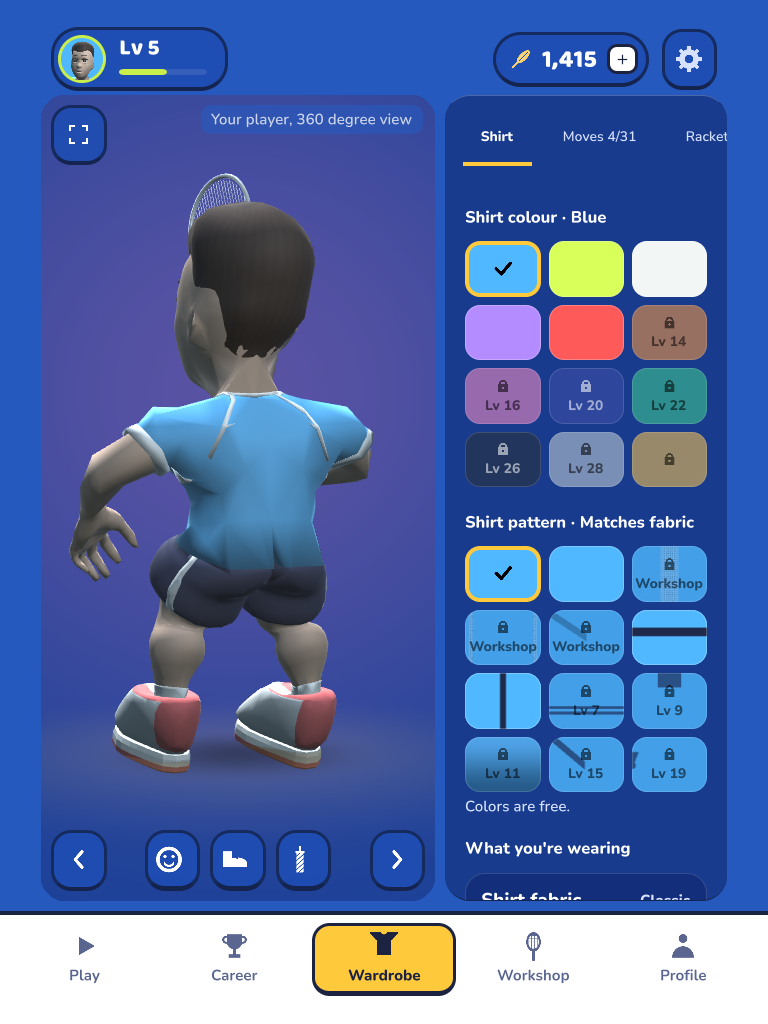 Lv 5
1,415
+
Your player, 360 degree view
Shirt
Moves 4/31
Racket
Shirt colour · Blue
Lv 14
Lv 16
Lv 20
Lv 22
Lv 26
Lv 28
Shirt pattern · Matches fabric
Workshop
Workshop
Workshop
Lv 7
Lv 9
Lv 11
Lv 15
Lv 19
Colors are free.
What you're wearing
Shirt fabric
Classic
Play
Career
Wardrobe
Workshop
Profile